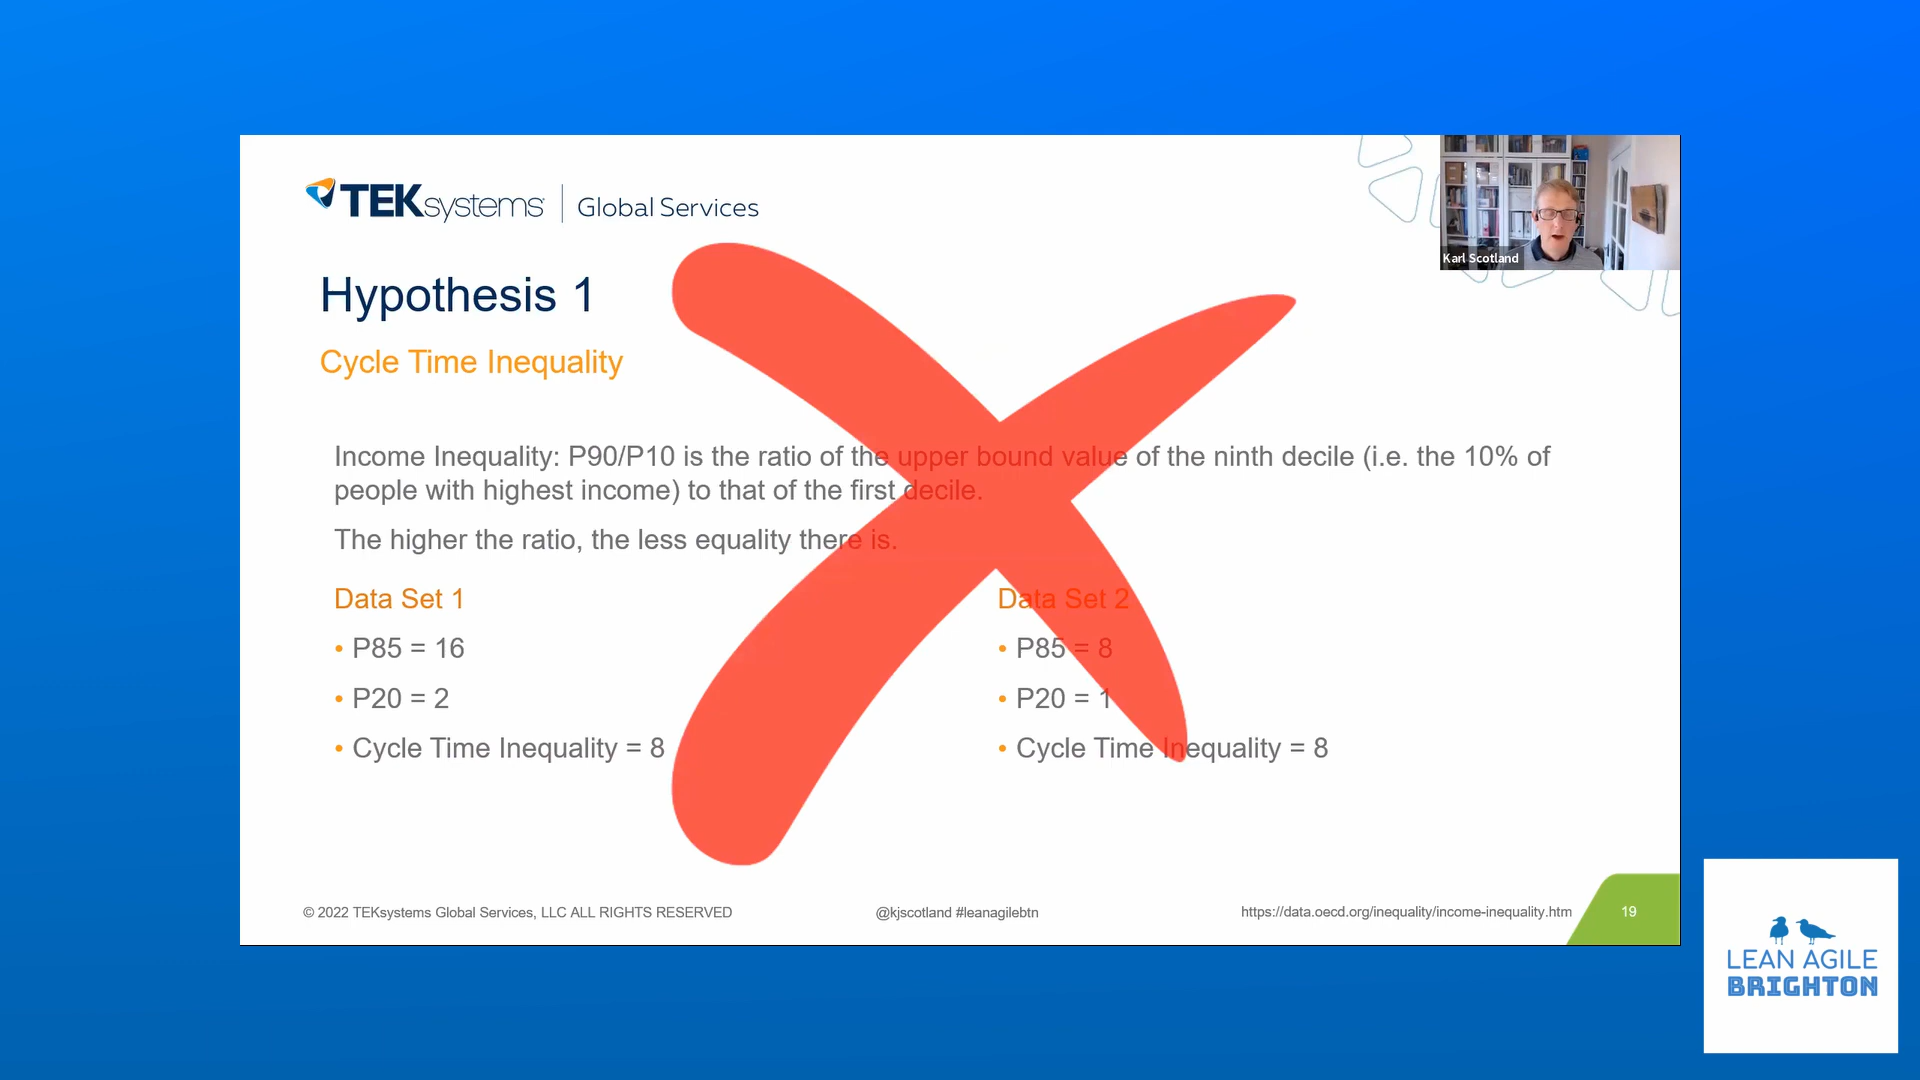 TEKsystems | Global Services
Karl Scotland
Hypothesis 1
Cycle Time Inequality
Income Inequality: P90/P10 is the ratio of the upper bound value of the ninth decile (i.e. the 10% of
people with highest income) to that of the first decile.
The higher the ratio, the less equality there is.
Data Set 1
• P85 = 16
• P20 = 2
• Cycle Time Inequality = 8
Data Set 2
• P85 = 8
• P20 = 1
• Cycle Time Inequality = 8
© 2022 TEKsystems Global Services, LLC ALL RIGHTS RESERVED
@kjscotland #leanagilebtn
https://data.oecd.org/inequality/income-inequality.htm
19
LEAN AGILE
BRIGHTON